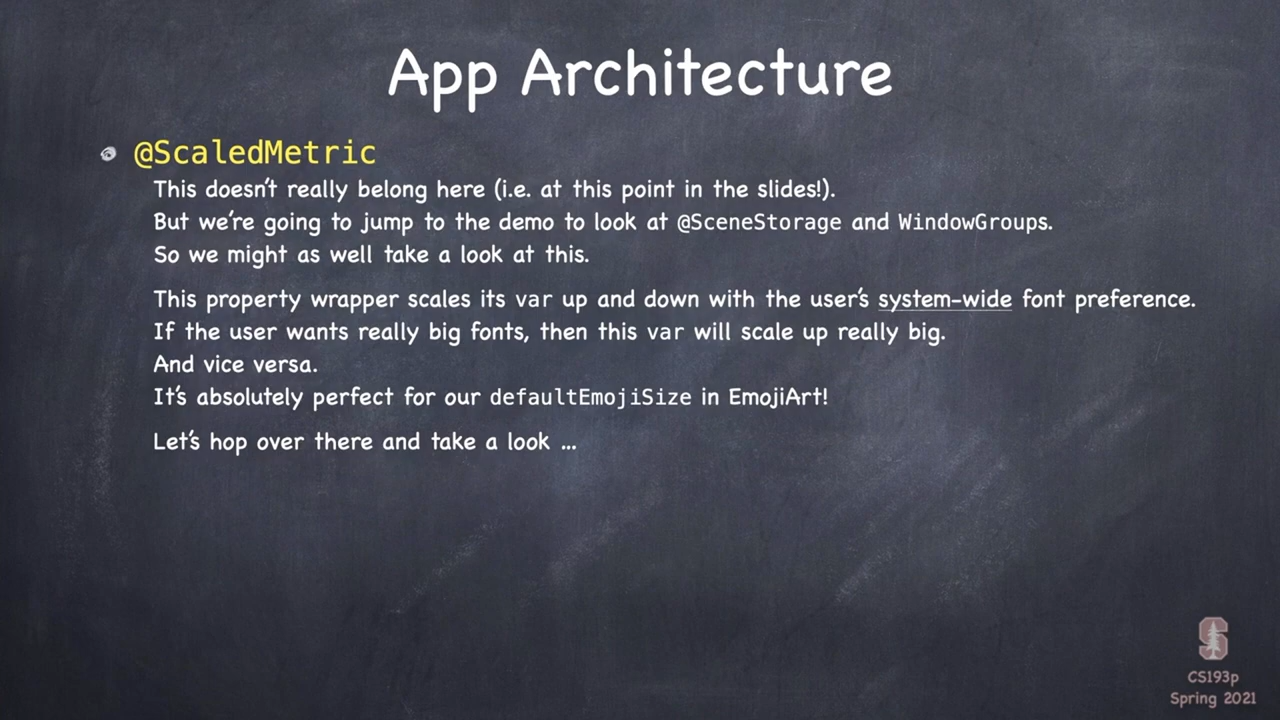 App Architecture
@ScaledMetric
This doesn't really belong here (i.e. at this point in the slides!).
But we're going to jump to the demo to look at @SceneStorage and WindowGroups.
So we might as well take a look at this.
This property wrapper scales its var up and down with the user's system-wide font preference.
If the user wants really big fonts, then this var will scale up really big.
And vice versa.
It's absolutely perfect for our defaultEmojiSize in EmojiArt!
Let's hop over there and take a look ...
S
CS193p
Spring 2021